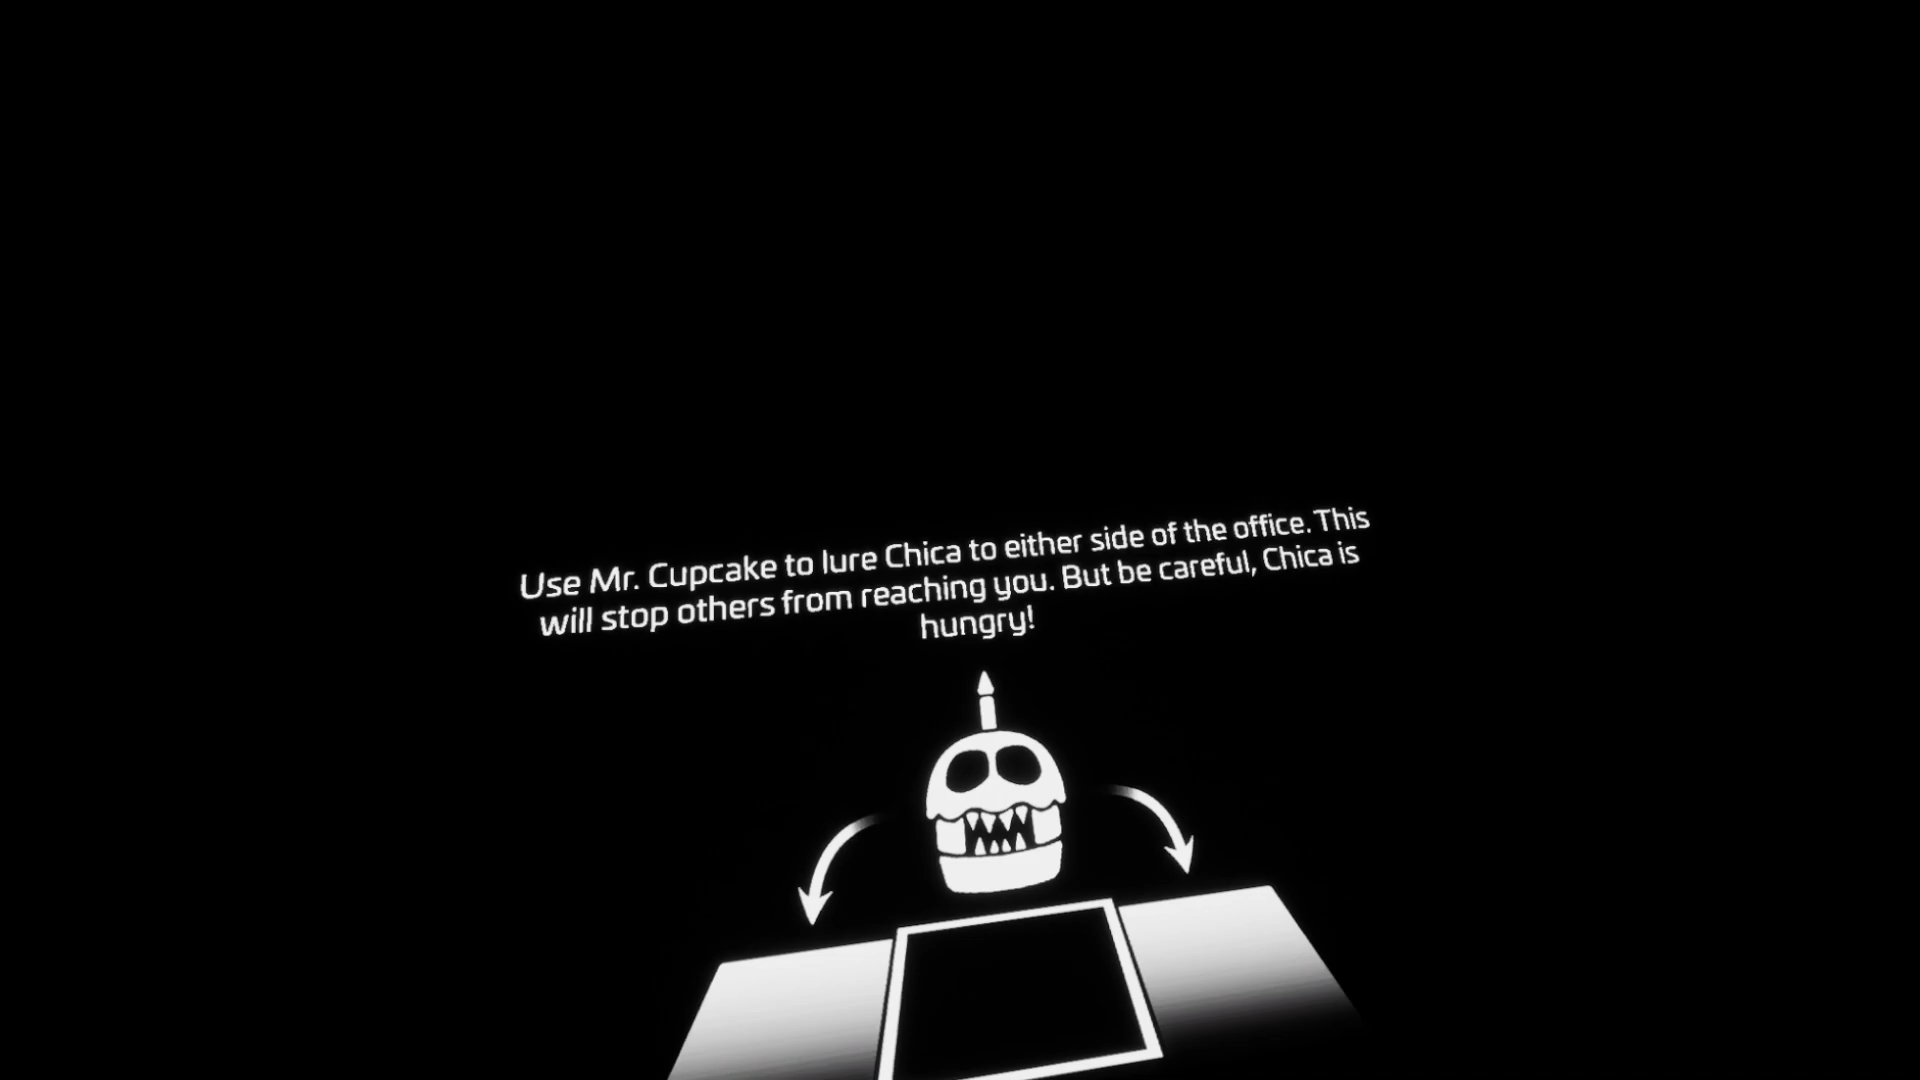 Use Mr. Cupcake to lure Chica to either side of the office. This
will stop others from reaching you. But be careful, Chica is
hungry!